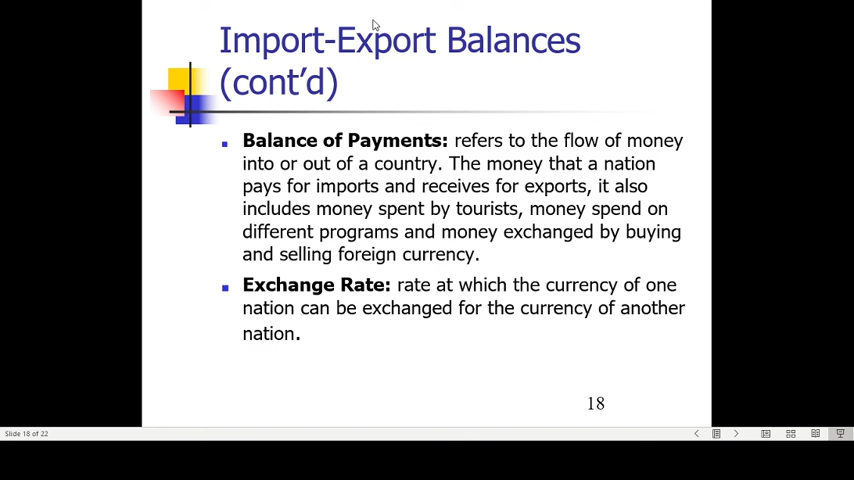 Import-Export Balances
(cont'd)
Balance of Payments: refers to the flow of money
into or out of a country. The money that a nation
pays for imports and receives for exports, it also
includes money spent by tourists, money spend on
different programs and money exchanged by buying
and selling foreign currency.
Exchange Rate: rate at which the currency of one
nation can be exchanged for the currency of another
nation.
18
Slide 18 of 22